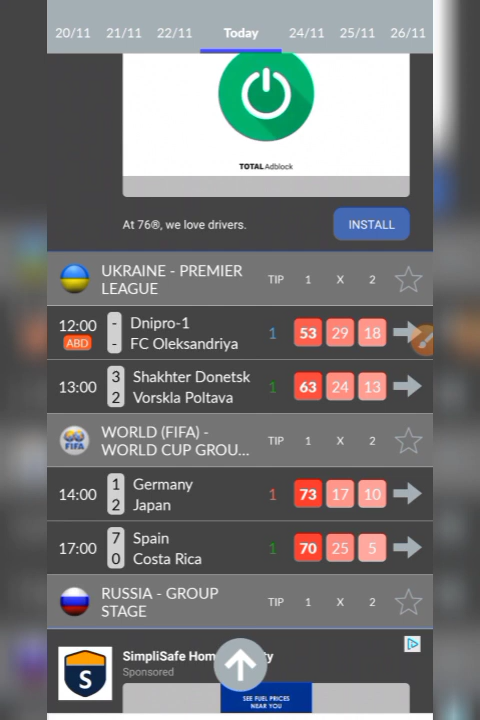 20/11 21/11 22/11 Today 24/11 25/11 26/11
TOTAL Adblock
At 76®, we love drivers.
INSTALL
UKRAINE - PREMIER
LEAGUE
TIP 1 X 2
12:00 - Dnipro-1 1 53 29 18
ABD - FC Oleksandriya
13:00 3 Shakhter Donetsk 1 63 24 13
2 Vorskla Poltava
WORLD (FIFA) -
WORLD CUP GROU...
TIP 1 X 2
FIFA
14:00 1 Germany 1 73 17 10
2 Japan
17:00 7 Spain 1 70 25 5
0 Costa Rica
RUSSIA - GROUP
STAGE
TIP 1 X 2
S
SimpliSafe Hom
ty
Sponsored
SEE FUEL PRICES
NEAR YOU